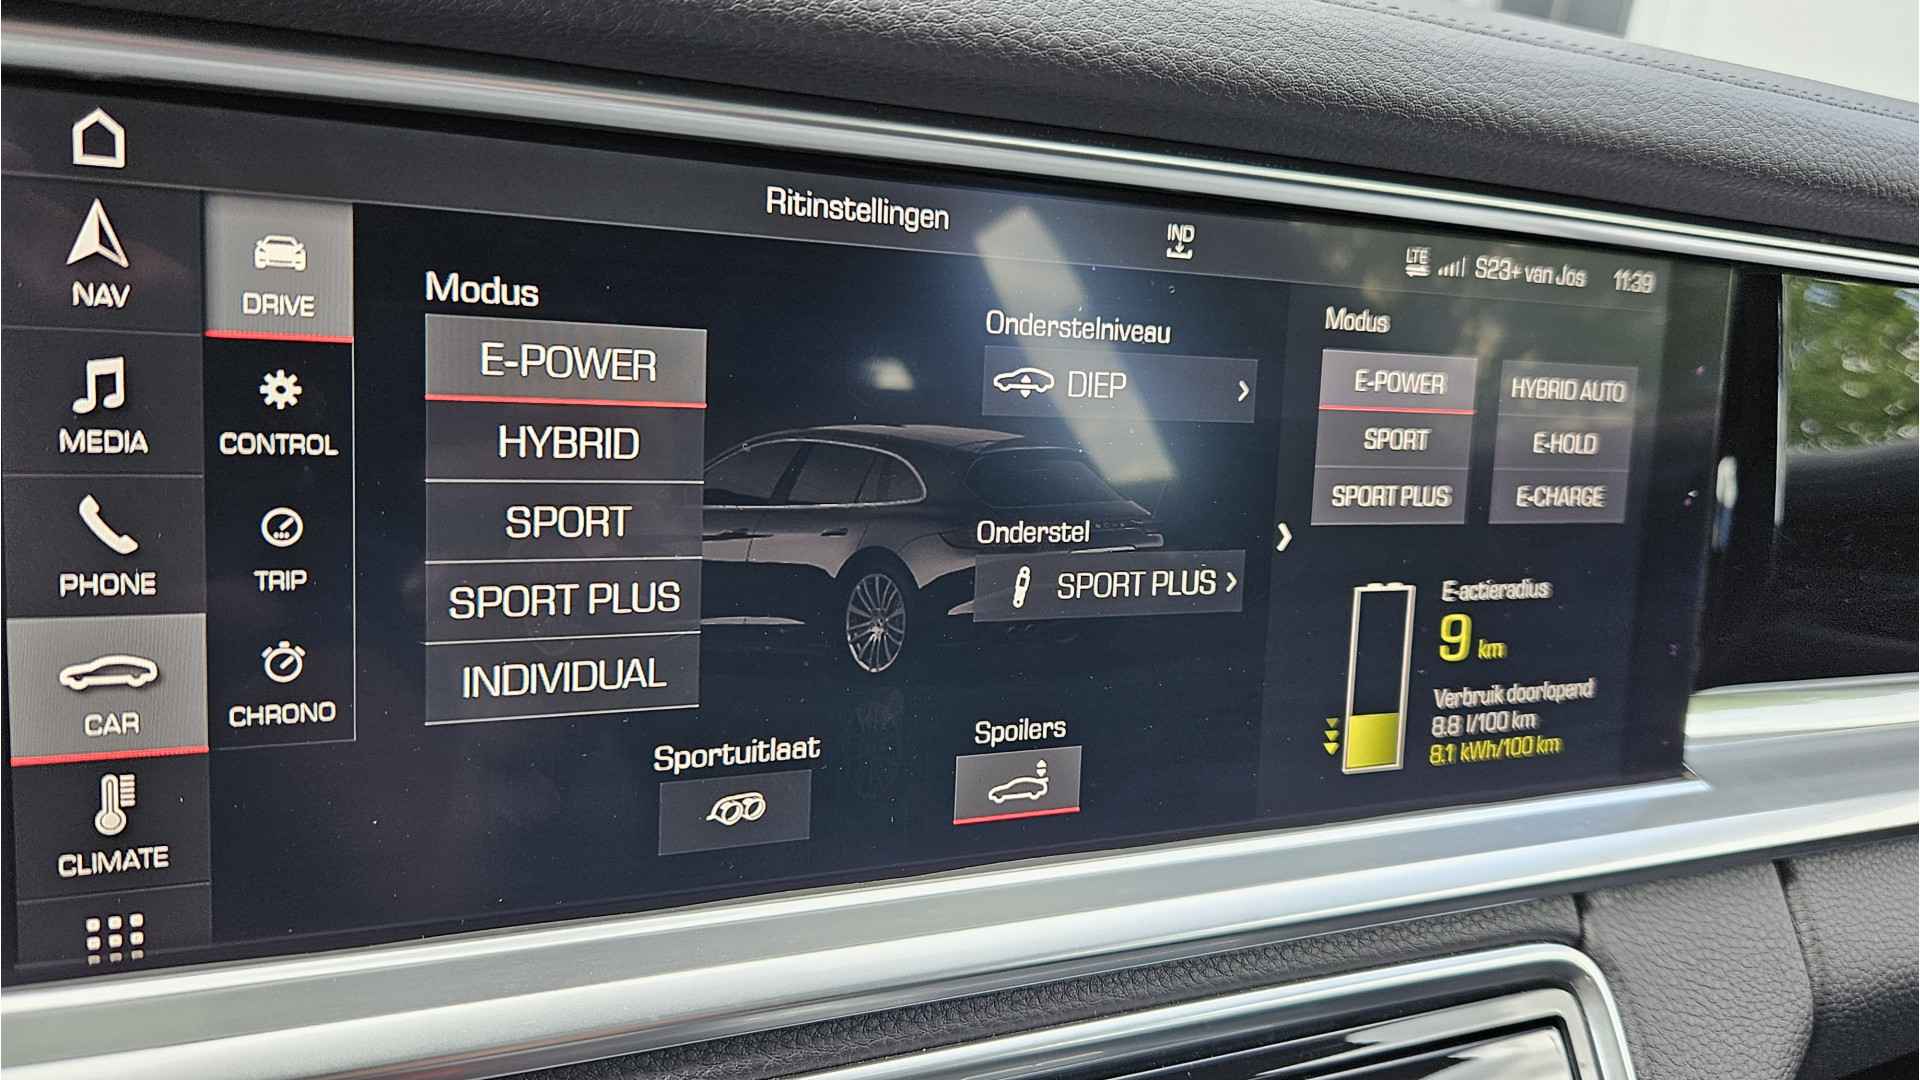 Ritinstellingen
IND
LTE
S23+ van Jos
11:39
NAV
MEDIA
PHONE
CAR
CLIMATE
DRIVE
CONTROL
TRIP
CHRONO
Modus
E-POWER
HYBRID
SPORT
SPORT PLUS
INDIVIDUAL
Onderstelniveau
DIEP
Onderstel
SPORT PLUS
Sportuitlaat
Spoilers
Modus
E-POWER
HYBRID AUTO
SPORT
E-HOLD
SPORT PLUS
E-CHARGE
E-actieradius
9 km
Verbruik doorlopend
8.8 l/100 km
8.1 kWh/100 km